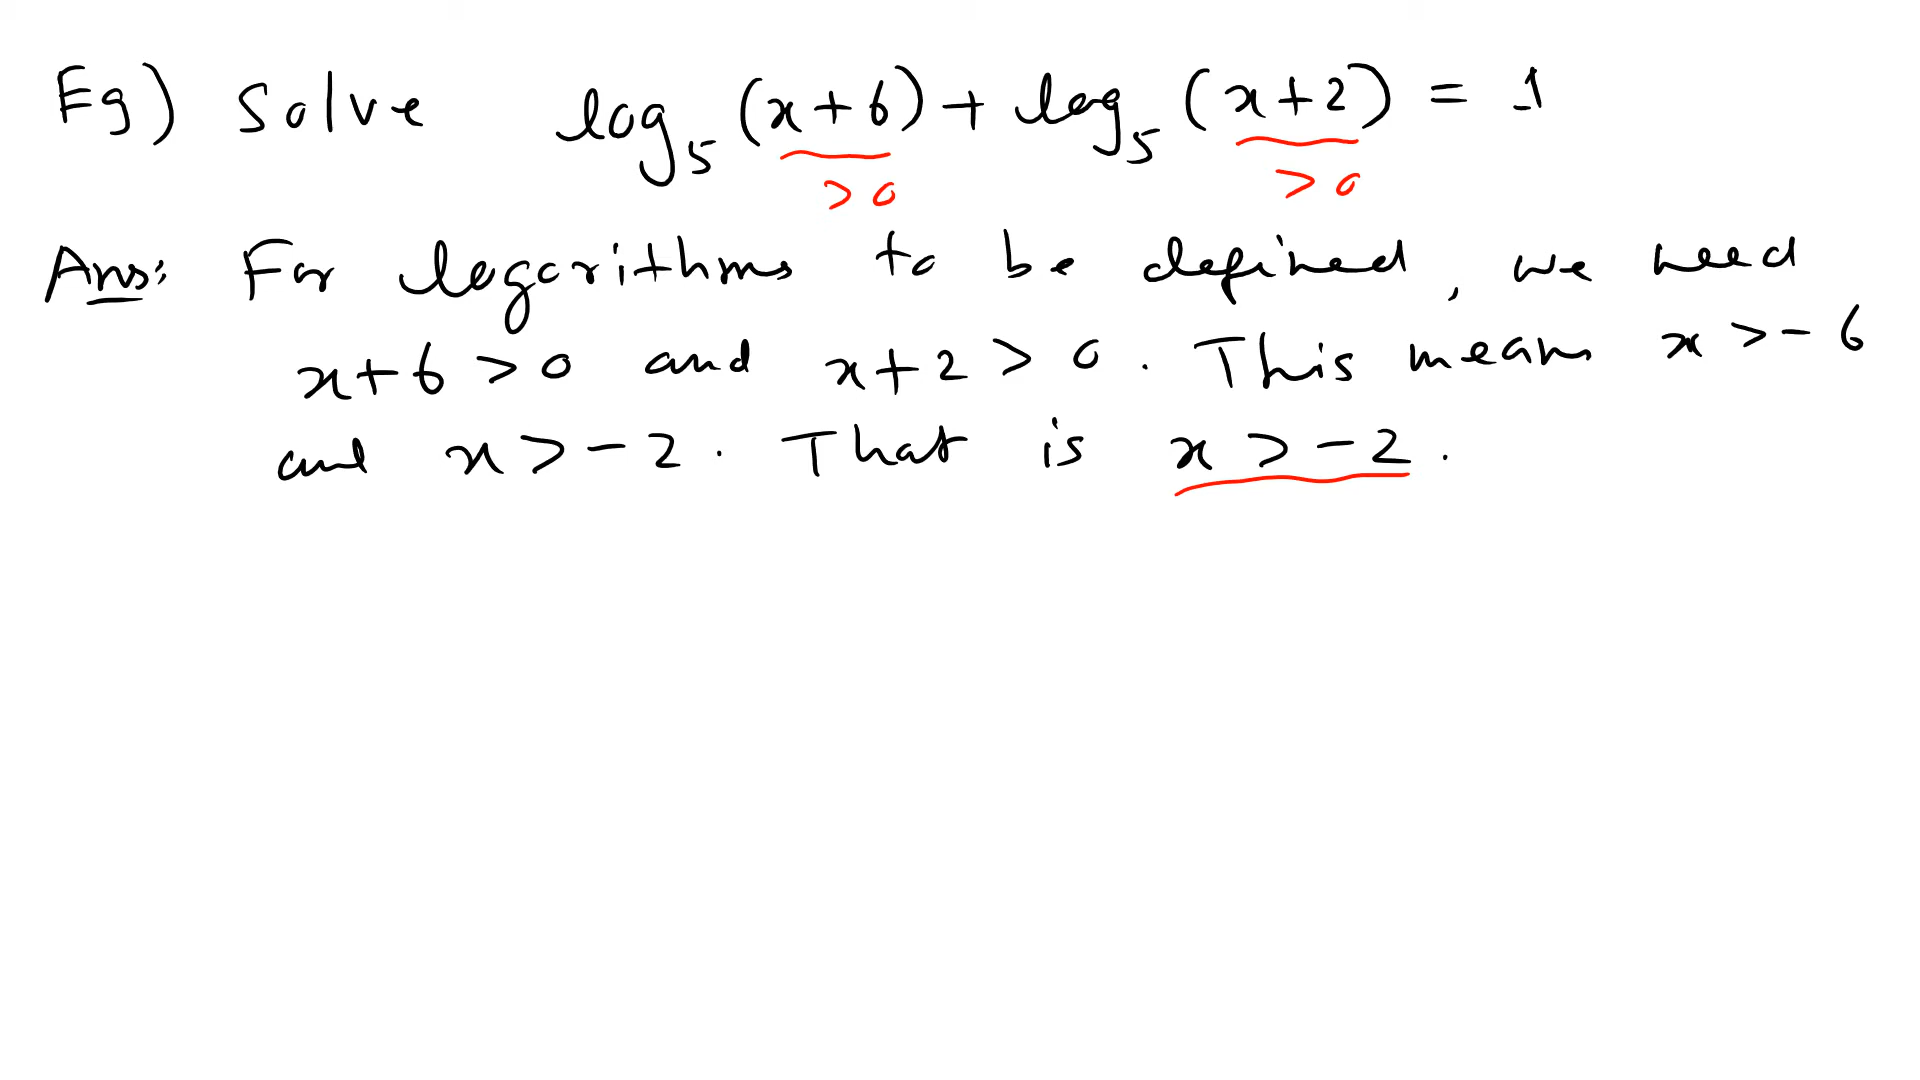 Eg) Solve log₅ (x+6) + log₅ (x+2) = 1
>0 >0
Ans: For logarithms to be defined, we need
x+6 >0 and x+2 > 0. This means x >-6
and x >-2. That is x >-2.